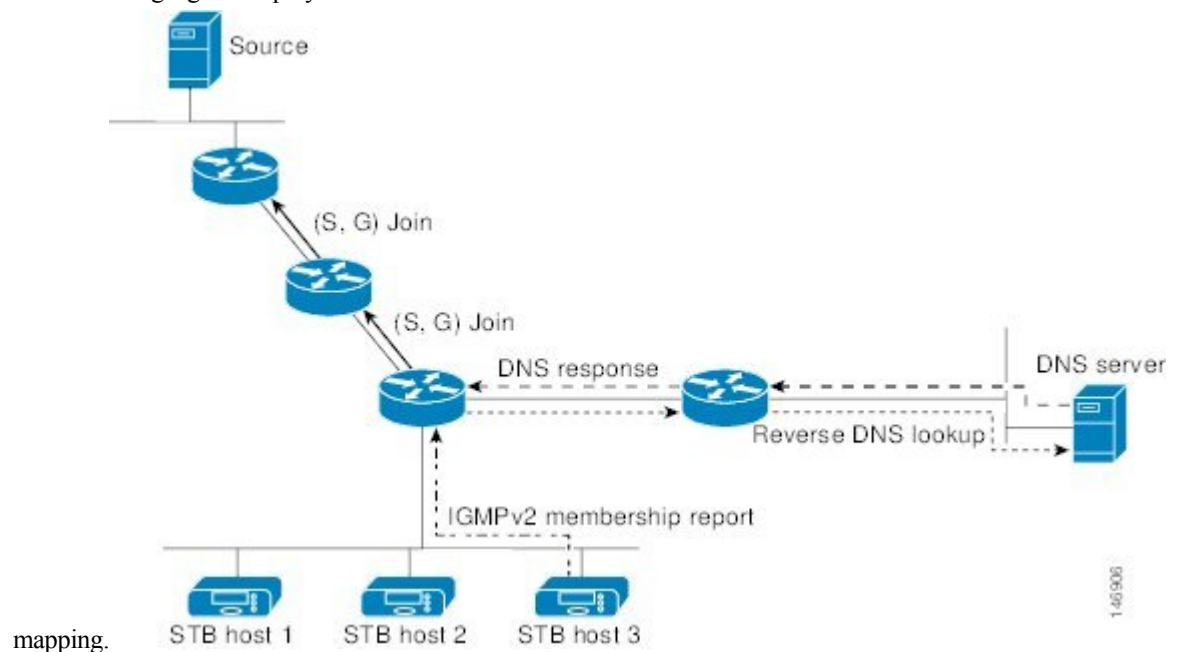 Source
(S, G) Join
(S, G) Join
DNS response
DNS server
Reverse DNS lookup
IGMPv2 membership report
146906
mapping.
STB host 1
STB host 2
STB host 3